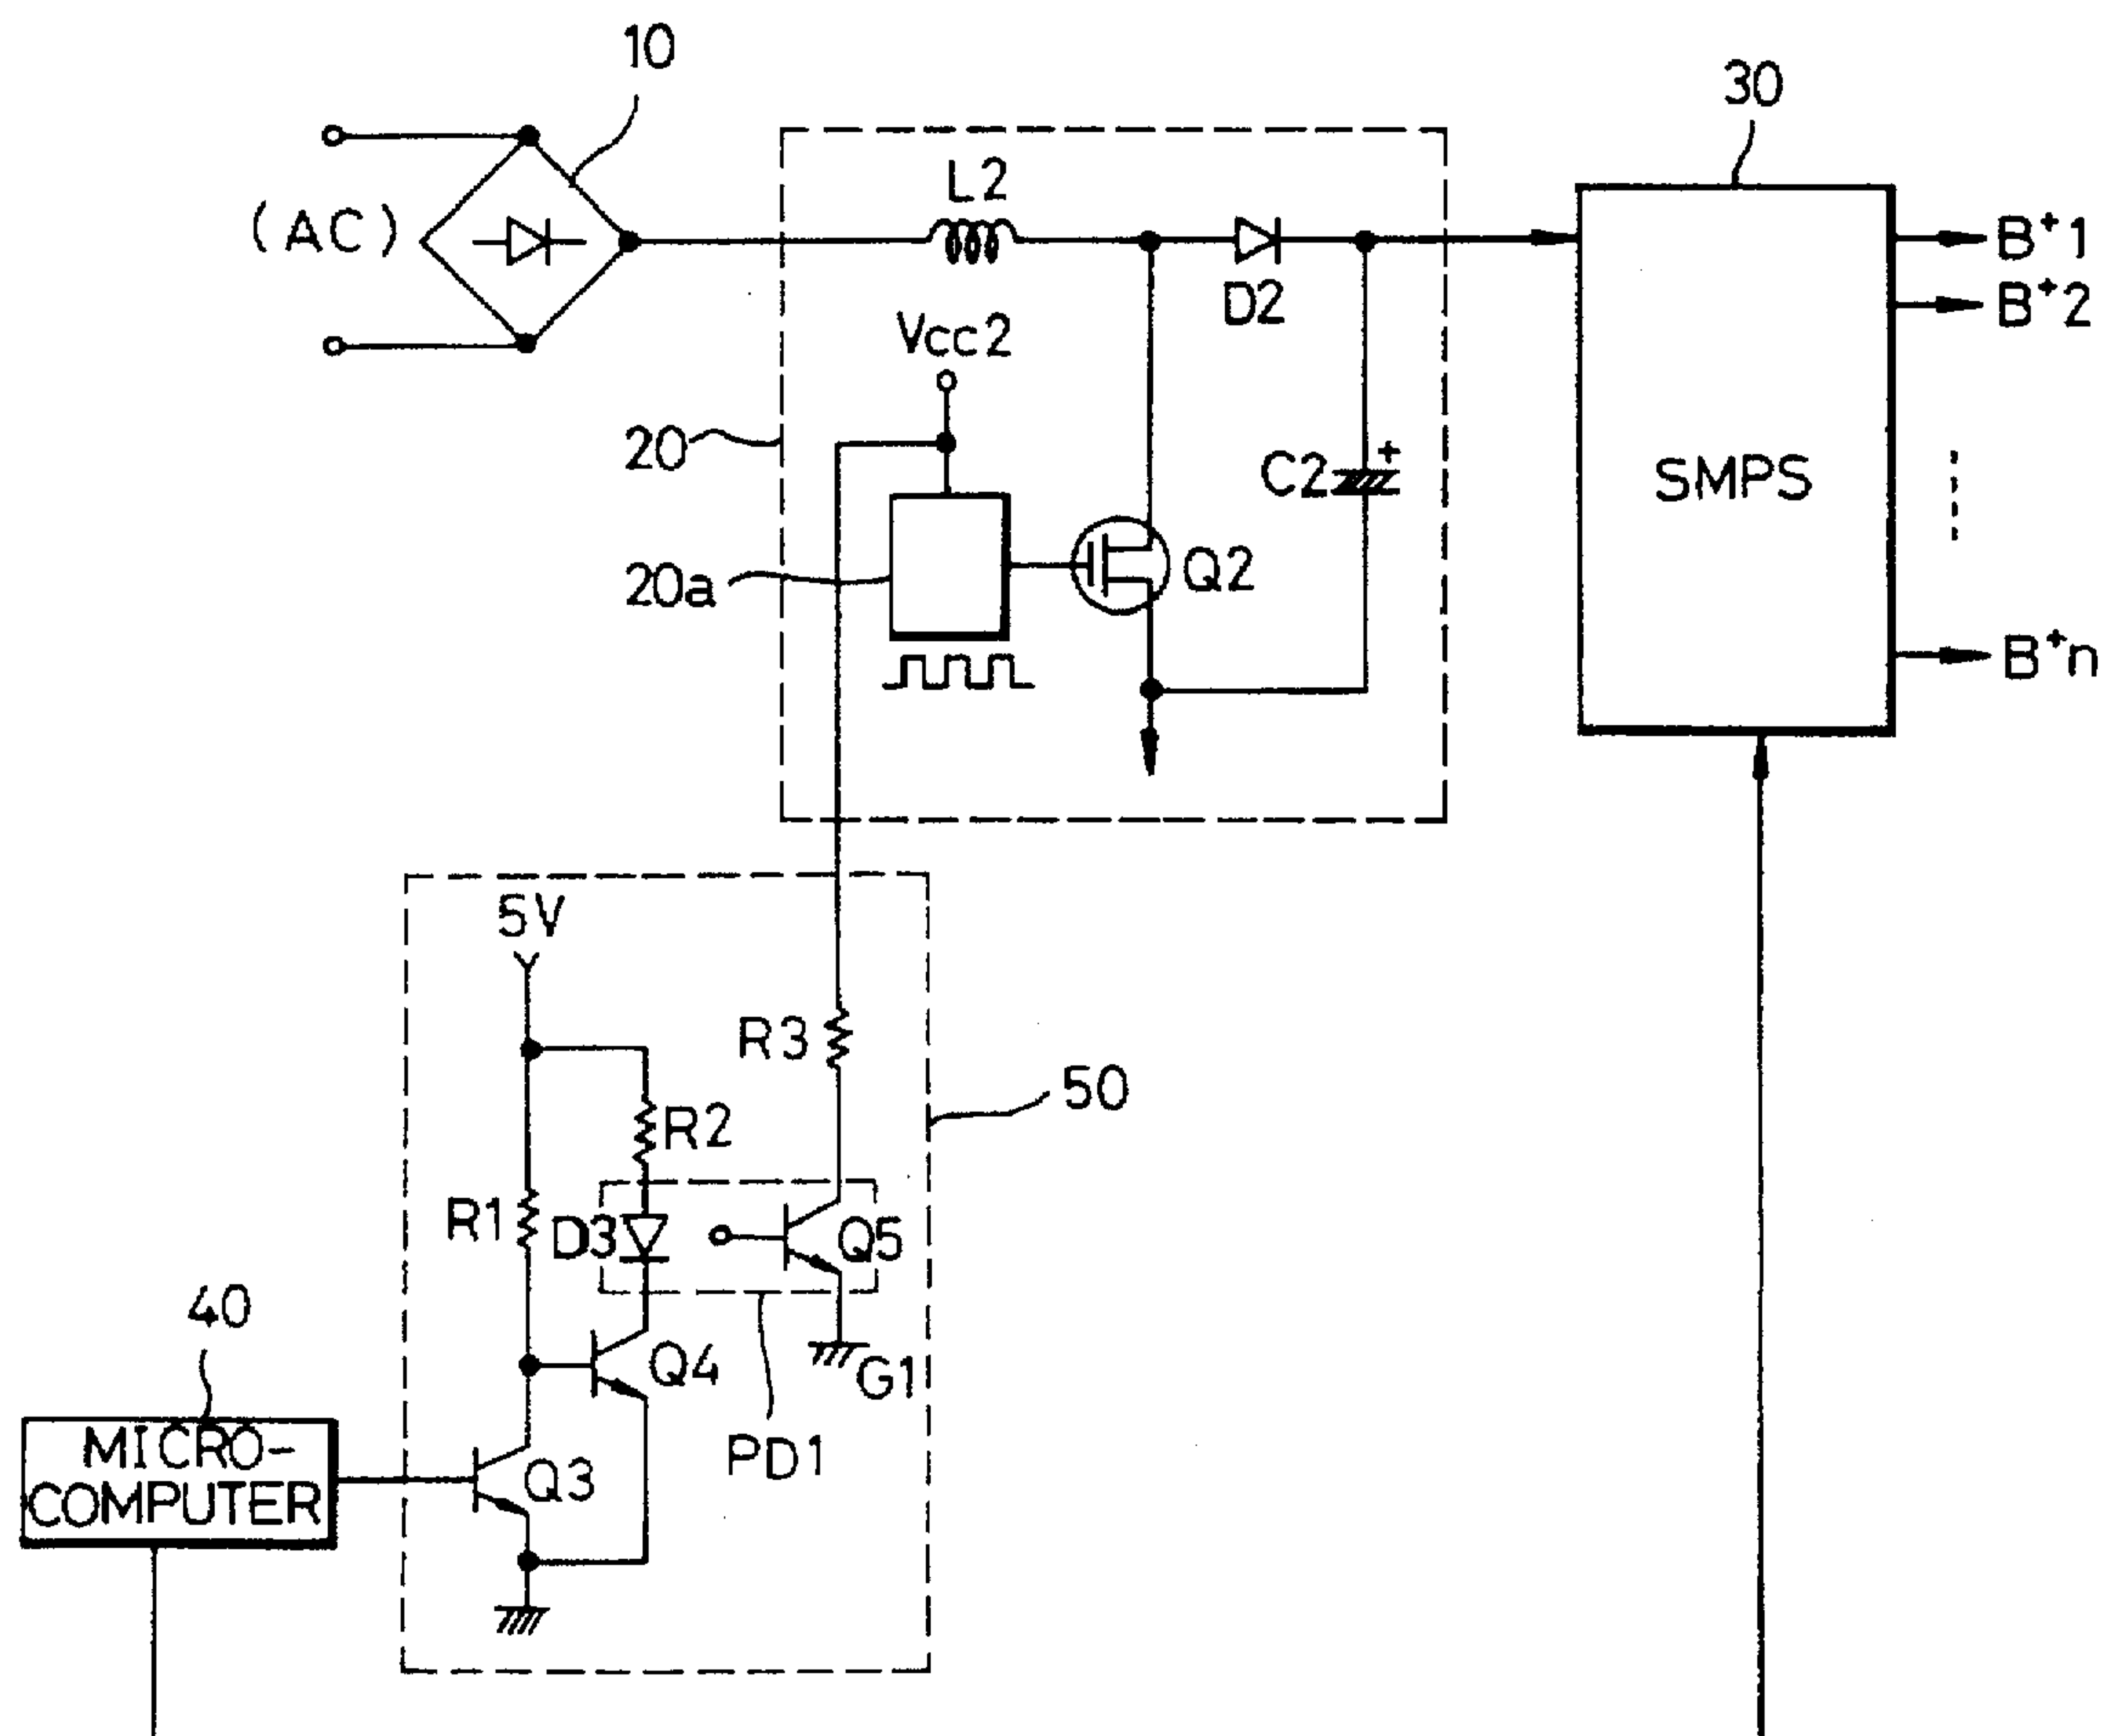 10
30
(AC)
L2
B+1
D2
B+2
Vcc2
20
C2
+
SMPS
20a
Q2
B+n
5V
R3
50
R2
R1
D3
Q5
40
Q4
G1
MICRO-
COMPUTER
Q3
PD1